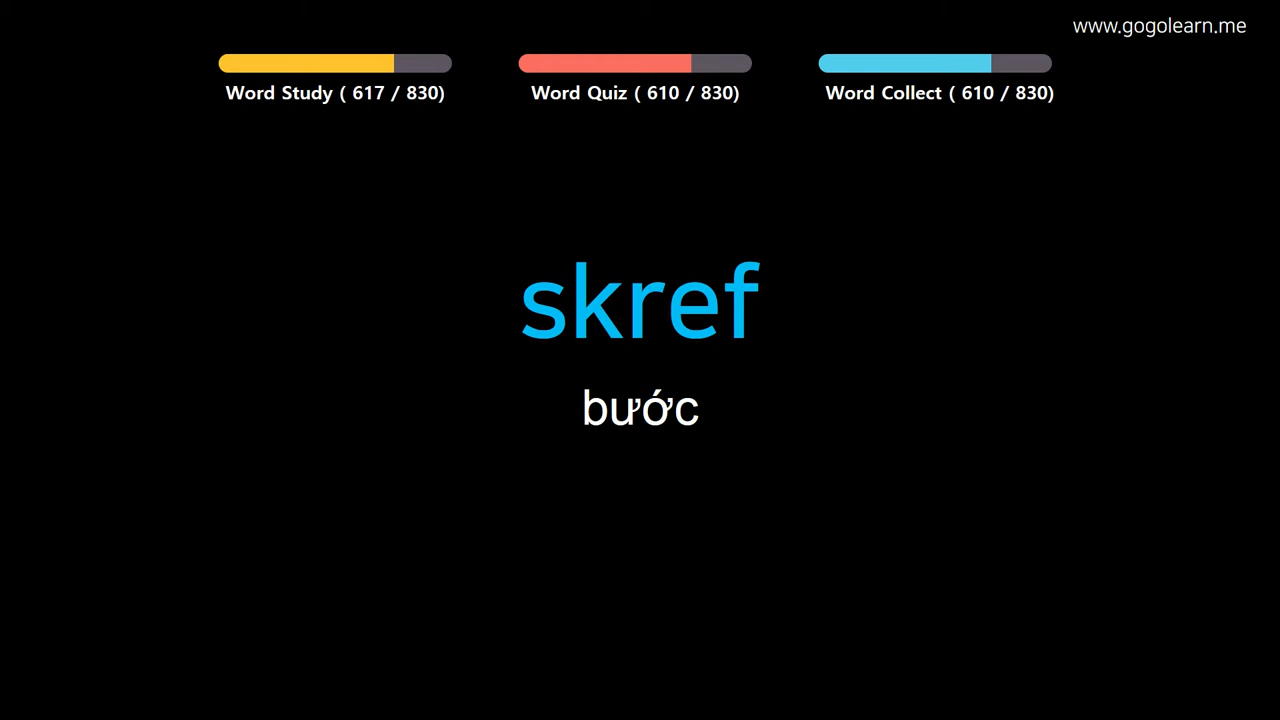 www.gogolearn.me
Word Study ( 617 / 830)
Word Quiz ( 610 / 830)
Word Collect ( 610 / 830)
skref
bước